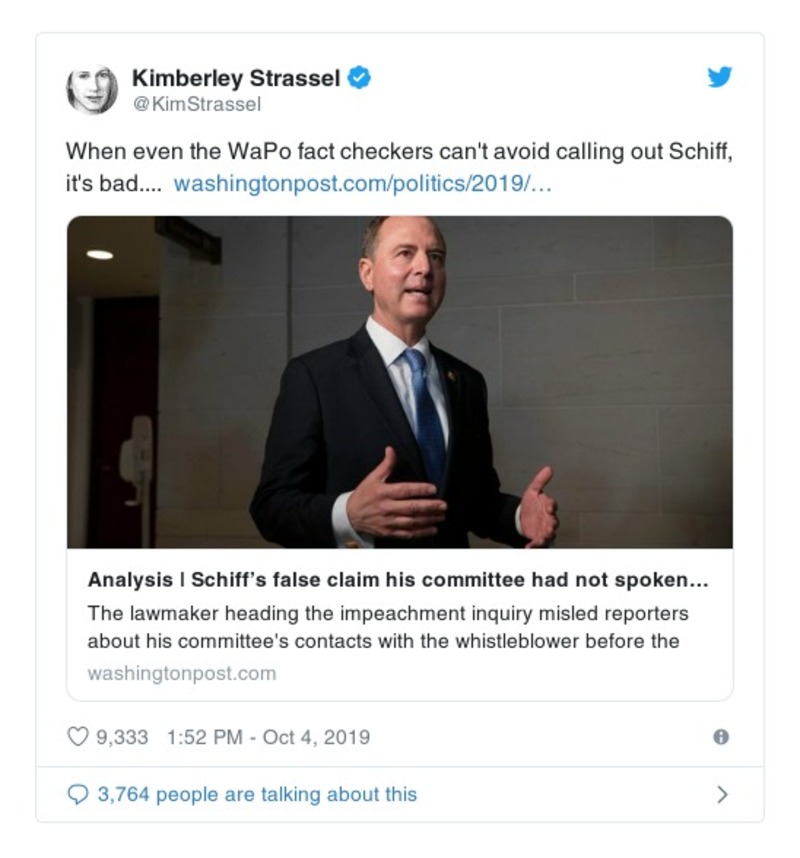 Kimberley Strassel
@KimStrassel
When even the WaPo fact checkers can't avoid calling out Schiff,
it's bad.... washingtonpost.com/politics/2019/…
Analysis | Schiff’s false claim his committee had not spoken…
The lawmaker heading the impeachment inquiry misled reporters
about his committee's contacts with the whistleblower before the
washingtonpost.com
9,333 1:52 PM - Oct 4, 2019
3,764 people are talking about this